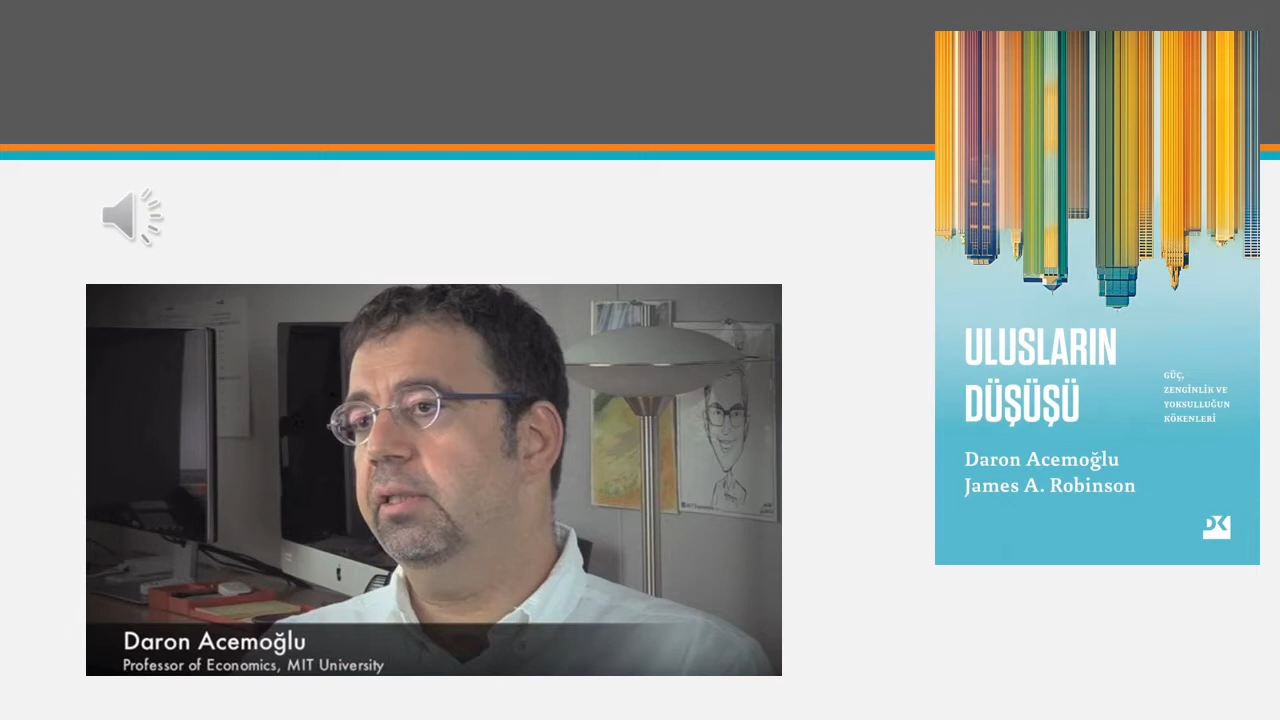 ULUSLARIN
DÜŞÜŞÜ
GÜÇ,
ZENGİNLİK VE
YOKSULLUĞUN
KÖKENLERİ
Daron Acemoğlu
James A. Robinson
DK
Daron Acemoğlu
Professor of Economics, MIT University